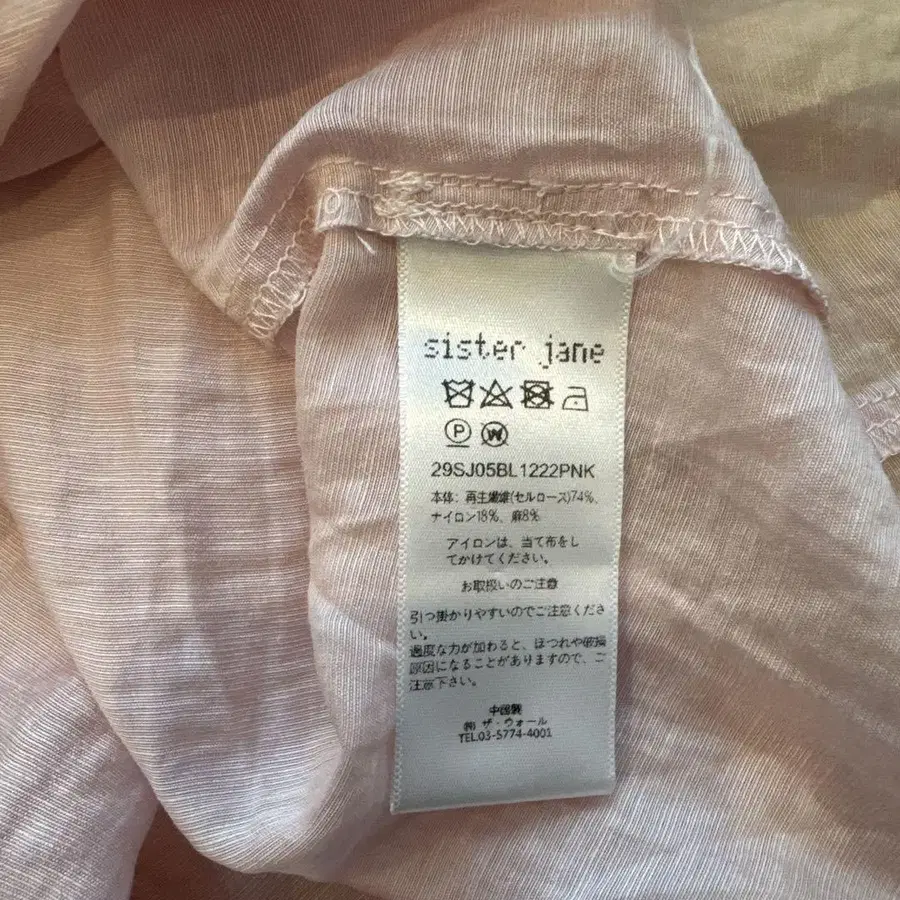 sister jane
P W
29SJ05BL1222PNK
本体: 再生繊維(セルロース)74%、
ナイロン18%、麻8%
アイロンは、当て布をし
てかけてください。
お取扱いのご注意
引っ掛かりやすいのでご注意くださ
い。
過度な力が加わると、ほつれや破損
原因になることがありますので、ご
注意下さい。
中国製
㈲ ザ・ウォール
TEL.03-5774-4001